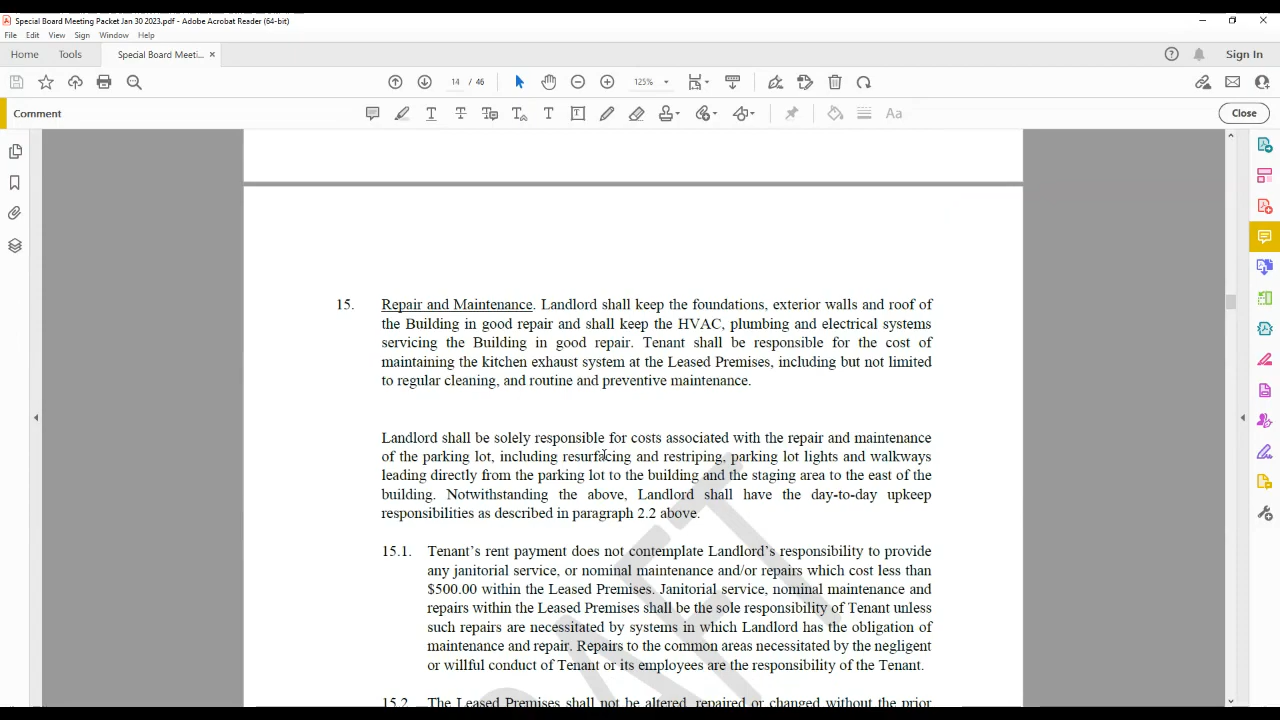 Special Board Meeting Packet Jan 30 2023.pdf - Adobe Acrobat Reader (64-bit)
File Edit View Sign Window Help
Home Tools Special Board Meeti... × Sign In
14 / 46 125%
Comment Close
15. Repair and Maintenance. Landlord shall keep the foundations, exterior walls and roof of
the Building in good repair and shall keep the HVAC, plumbing and electrical systems
servicing the Building in good repair. Tenant shall be responsible for the cost of
maintaining the kitchen exhaust system at the Leased Premises, including but not limited
to regular cleaning, and routine and preventive maintenance.
Landlord shall be solely responsible for costs associated with the repair and maintenance
of the parking lot, including resurfacing and restriping, parking lot lights and walkways
leading directly from the parking lot to the building and the staging area to the east of the
building. Notwithstanding the above, Landlord shall have the day-to-day upkeep
responsibilities as described in paragraph 2.2 above.
15.1. Tenant's rent payment does not contemplate Landlord's responsibility to provide
any janitorial service, or nominal maintenance and/or repairs which cost less than
$500.00 within the Leased Premises. Janitorial service, nominal maintenance and
repairs within the Leased Premises shall be the sole responsibility of Tenant unless
such repairs are necessitated by systems in which Landlord has the obligation of
maintenance and repair. Repairs to the common areas necessitated by the negligent
or willful conduct of Tenant or its employees are the responsibility of the Tenant.
15.2 The Leased Premises shall not be altered, repaired or changed without the prior